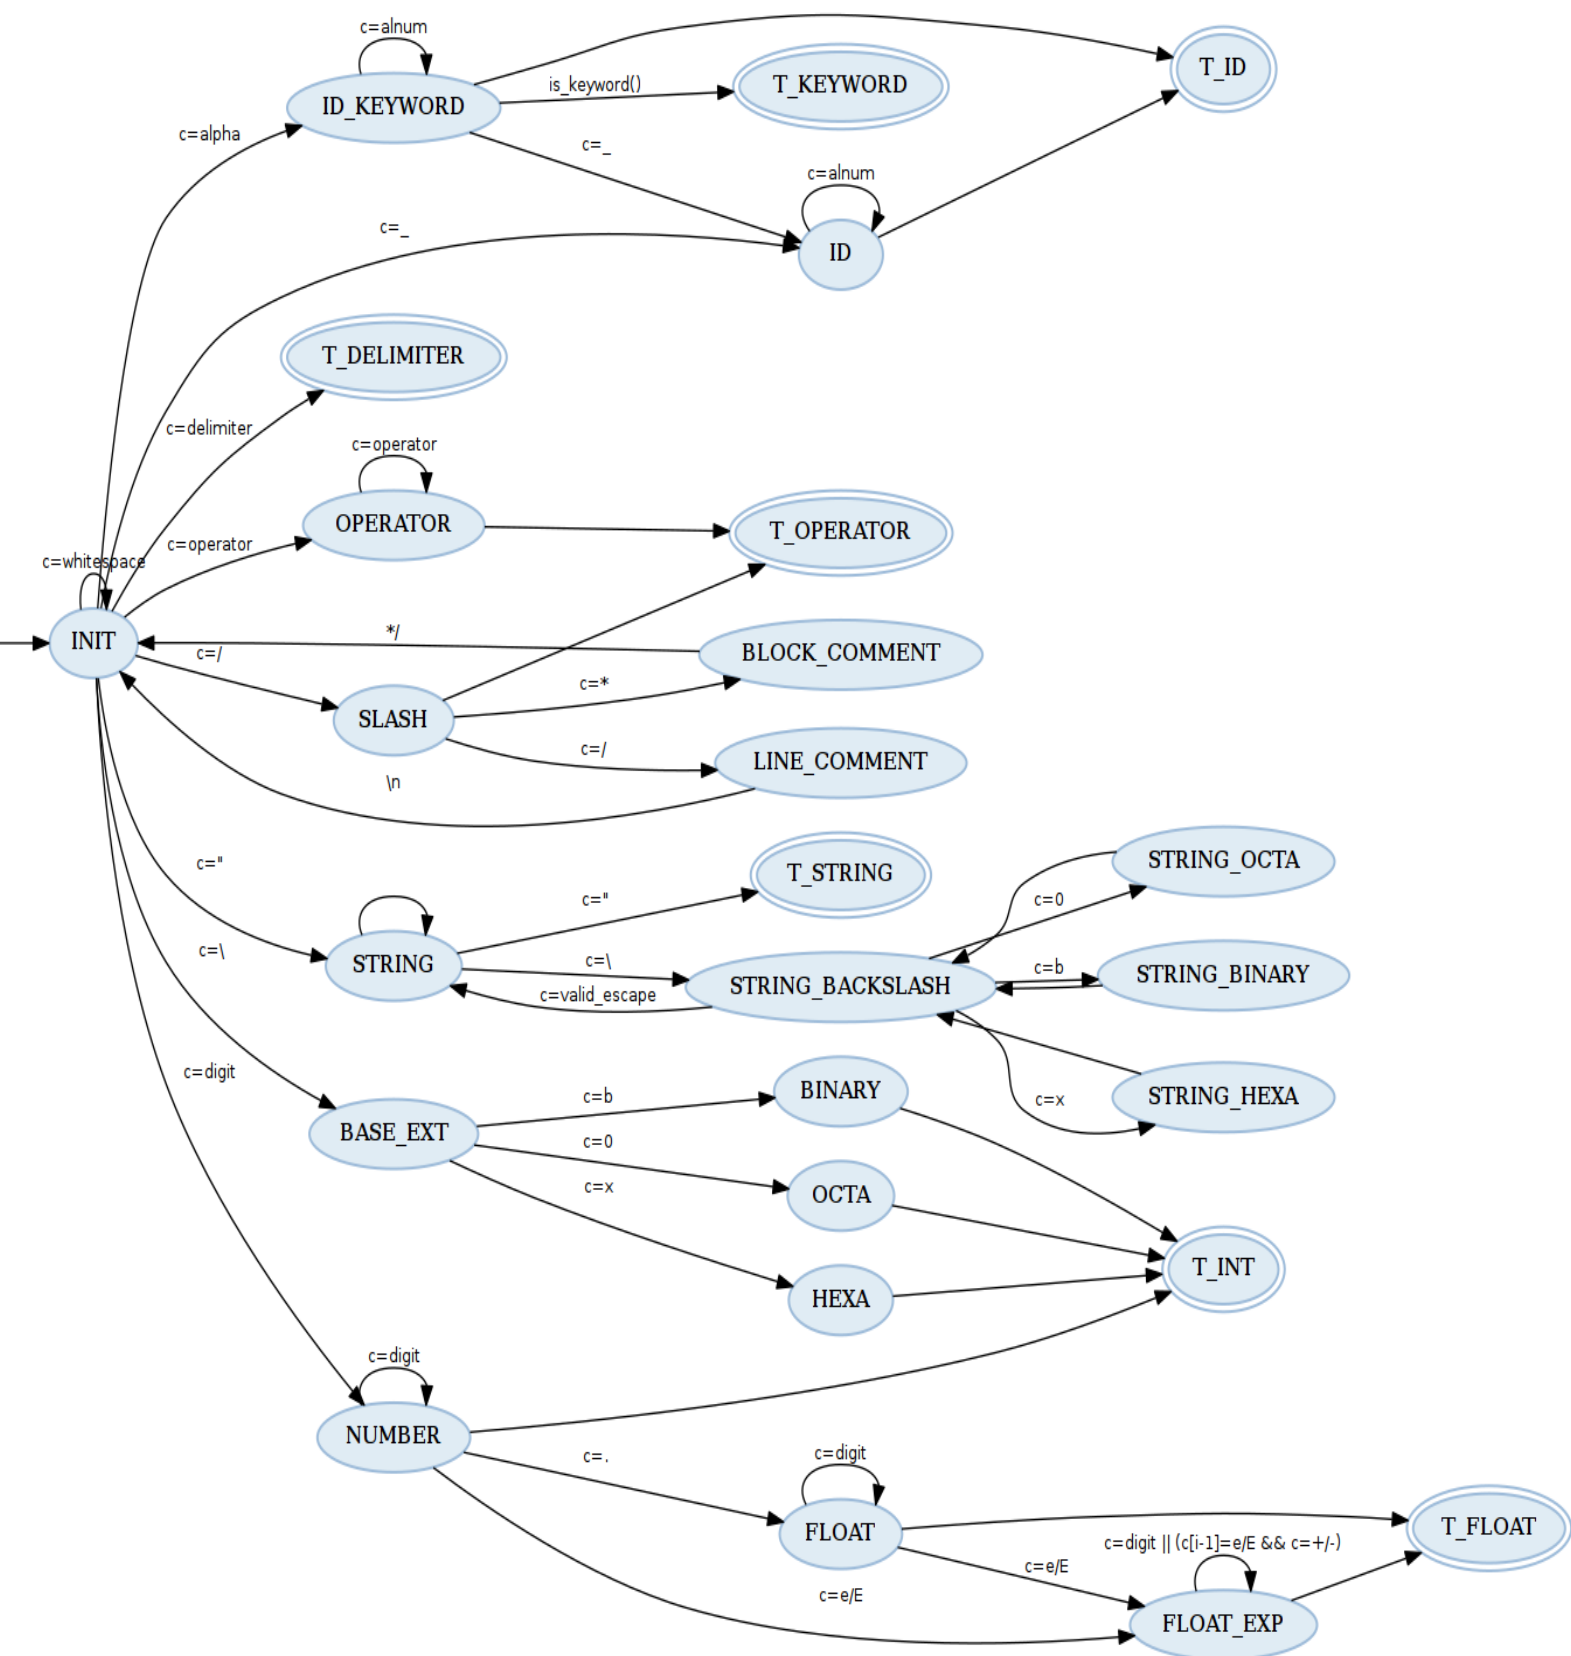 c=alnum
T_ID
ID_KEYWORD
is_keyword()
T_KEYWORD
c=alpha
c=_
c=alnum
c=_
ID
T_DELIMITER
c=delimiter
c=operator
OPERATOR
T_OPERATOR
c=operator
c=whitespace
INIT
*/
BLOCK_COMMENT
c=/
c=*
SLASH
c=/
LINE_COMMENT
\n
c="
T_STRING
STRING_OCTA
c="
c=0
c=\
STRING
c=\
c=b
STRING_BINARY
STRING_BACKSLASH
c=valid_escape
c=digit
BINARY
STRING_HEXA
c=b
c=x
BASE_EXT
c=0
c=x
OCTA
T_INT
HEXA
c=digit
NUMBER
c=.
c=digit
FLOAT
T_FLOAT
c=digit || (c[i-1]=e/E && c=+/-)
c=e/E
c=e/E
FLOAT_EXP